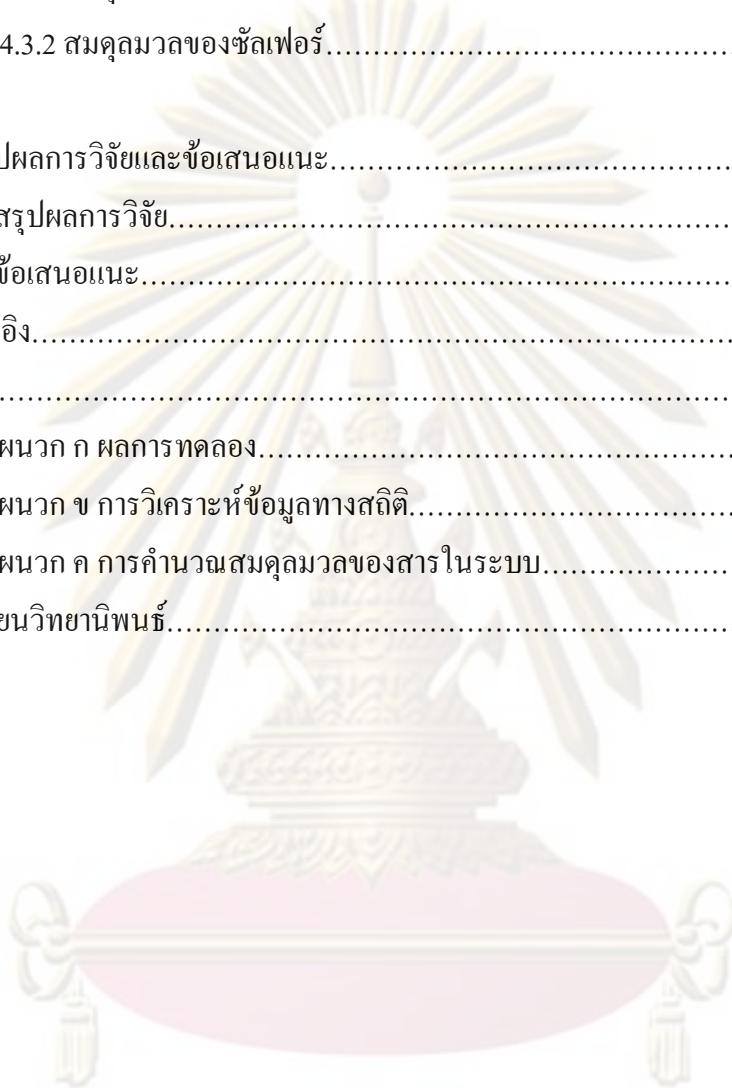 4.3.2 สมดุลมวลของซัลเฟอร์........................................................
ปผลการวิจัยและข้อเสนอแนะ........................................................
สรุปผลการวิจัย........................................................................
ข้อเสนอแนะ............................................................................
อิง..........................................................................................
.............................................................................................
ผนวก ก ผลการทดลอง..............................................................
ผนวก ข การวิเคราะห์ข้อมูลทางสถิติ..........................................
ผนวก ค การคำนวณสมดุลมวลของสารในระบบ....................
ยนวิทยานิพนธ์........................................................................